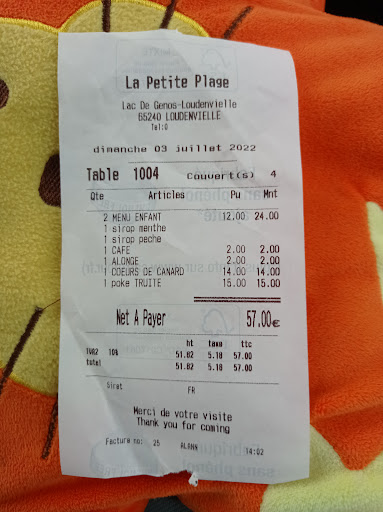 La Petite Plage
Lac De Genos-Loudenvielle
65240 LOUDENVIELLE
Tel:0
dimanche 03 juillet 2022
Table 1004 Couvert(s) 4
Qte Articles Pu Mnt
2 MENU ENFANT 12.00 24.00
1 sirop menthe
1 sirop peche
1 CAFE 2.00 2.00
1 ALONGE 2.00 2.00
1 COEURS DE CANARD 14.00 14.00
1 poke TRUITE 15.00 15.00
Net A Payer 57.00€
ht taxe ttc
10% 51.82 5.18 57.00
total 51.82 5.18 57.00
Siret FR
Merci de votre visite
Thank you for coming
Facture no: 25 ALANN 14:02